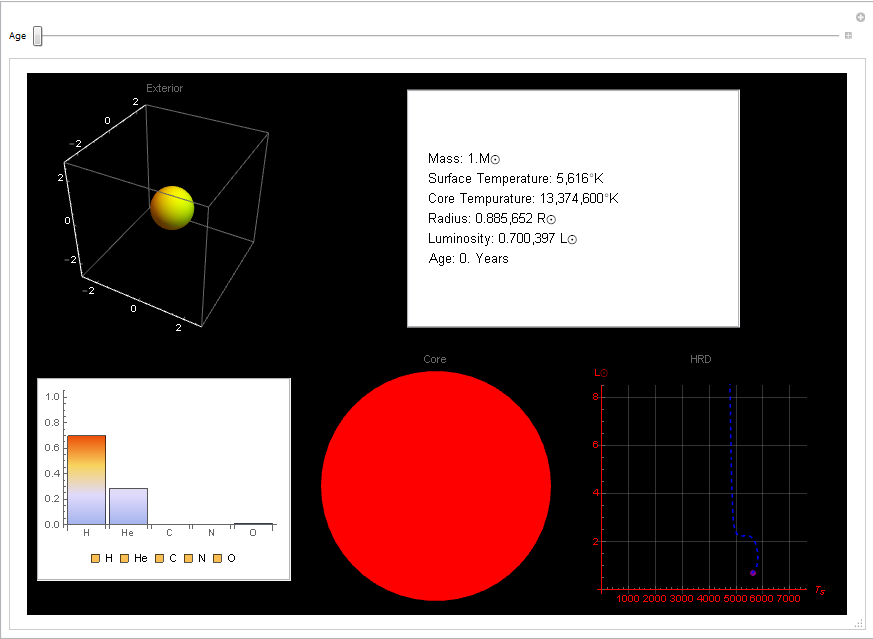 Age
Exterior
2
0
−2
2
0
−2
−2
0
2
Mass: 1.M☉
Surface Temperature: 5,616°K
Core Tempurature: 13,374,600°K
Radius: 0.885,652 R☉
Luminosity: 0.700,397 L☉
Age: 0. Years
1.0
0.8
0.6
0.4
0.2
0.0
H He C N O
H He C N O
Core
HRD
L☉
8
6
4
2
1000 2000 3000 4000 5000 6000 7000
Ts